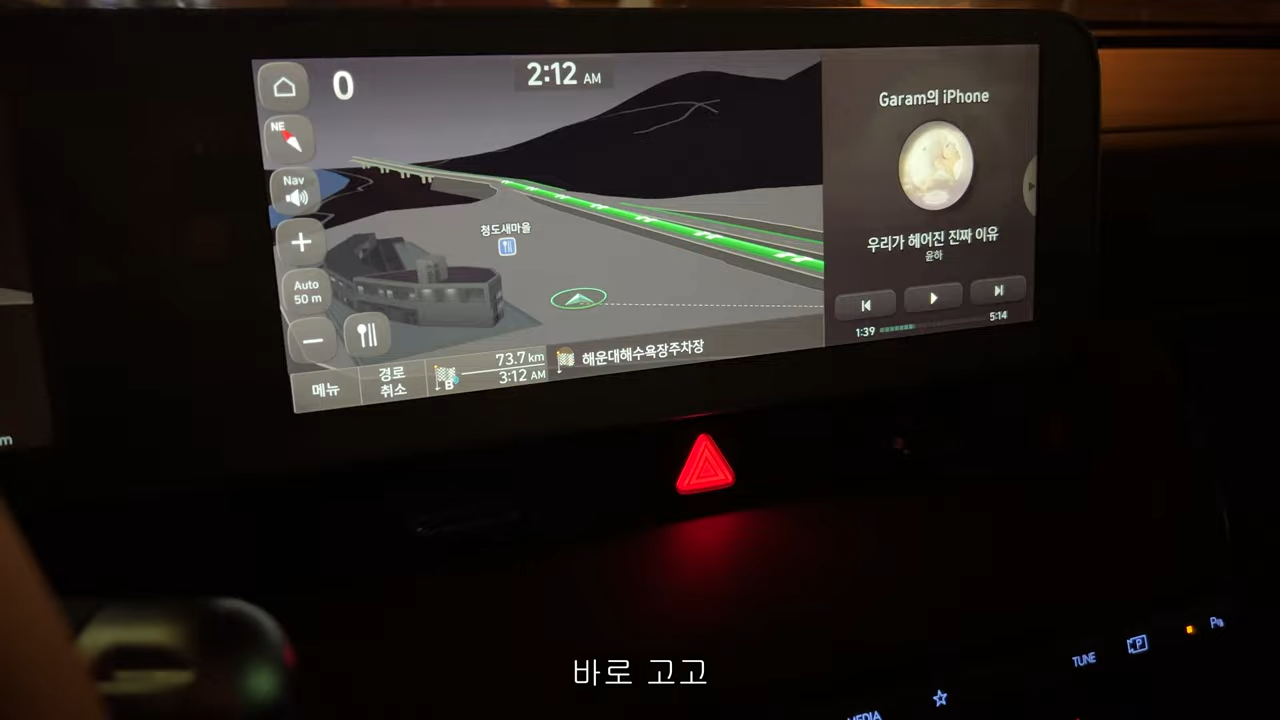 0
2:12 AM
NE
Nav
Auto
50 m
청도새마을
메뉴
경로
취소
B
73.7 km
3:12 AM
해운대해수욕장주차장
Garam의 iPhone
우리가 헤어진 진짜 이유
윤하
1:39
5:14
m
TUNE
P
P
MEDIA
바로 고고